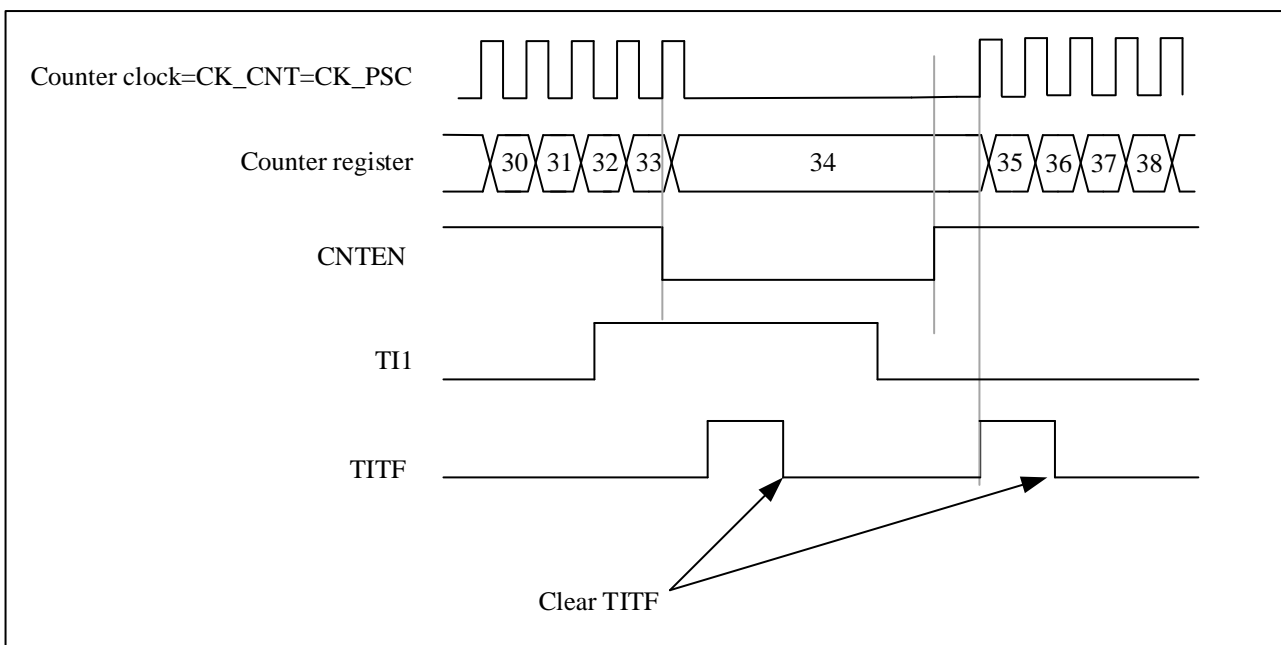 Counter clock=CK_CNT=CK_PSC
Counter register
30 31 32 33 34 35 36 37 38
CNTEN
TI1
TITF
Clear TITF